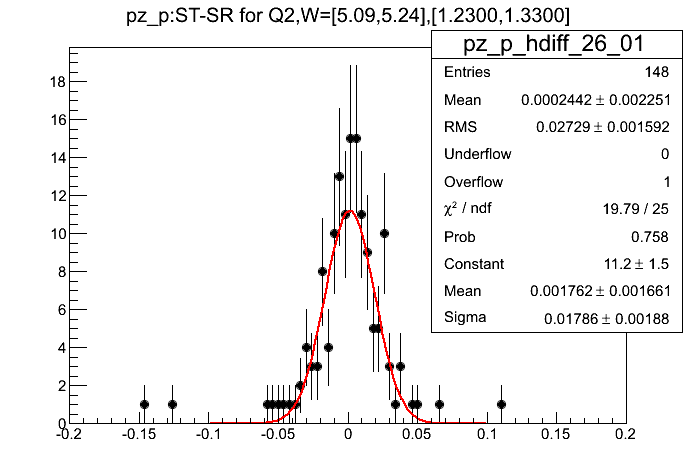 pz_p:ST-SR for Q2,W=[5.09,5.24],[1.2300,1.3300]
pz_p_hdiff_26_01
Entries 148
Mean 0.0002442 ± 0.002251
RMS 0.02729 ± 0.001592
Underflow 0
Overflow 1
χ² / ndf 19.79 / 25
Prob 0.758
Constant 11.2 ± 1.5
Mean 0.001762 ± 0.001661
Sigma 0.01786 ± 0.00188
18
16
14
12
10
8
6
4
2
0
-0.2 -0.15 -0.1 -0.05 0 0.05 0.1 0.15 0.2